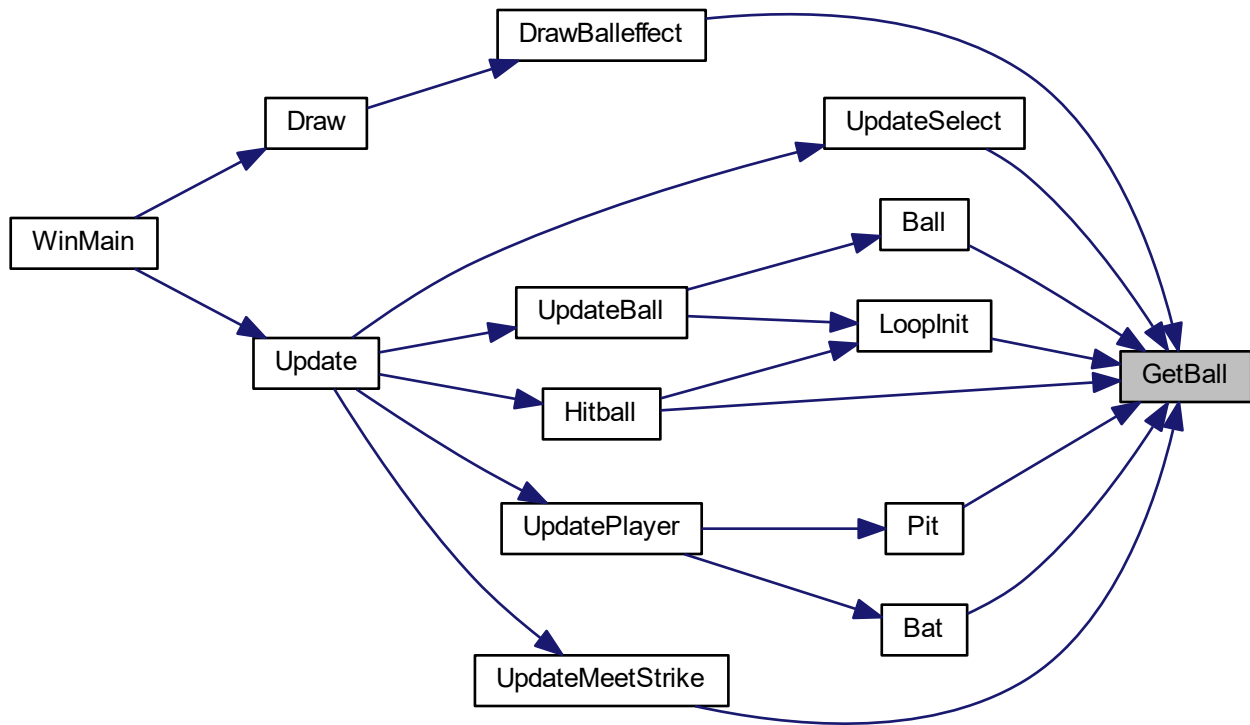 DrawBalleffect
Draw
UpdateSelect
Ball
WinMain
UpdateBall
LoopInit
Update
GetBall
Hitball
UpdatePlayer
Pit
Bat
UpdateMeetStrike